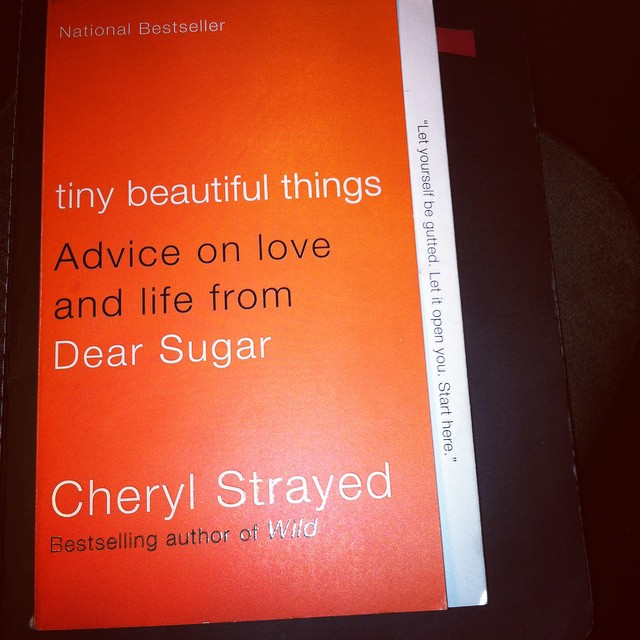 National Bestseller
tiny beautiful things
Advice on love
and life from
Dear Sugar
Cheryl Strayed
Bestselling author of Wild
"Let yourself be gutted. Let it open you. Start here."